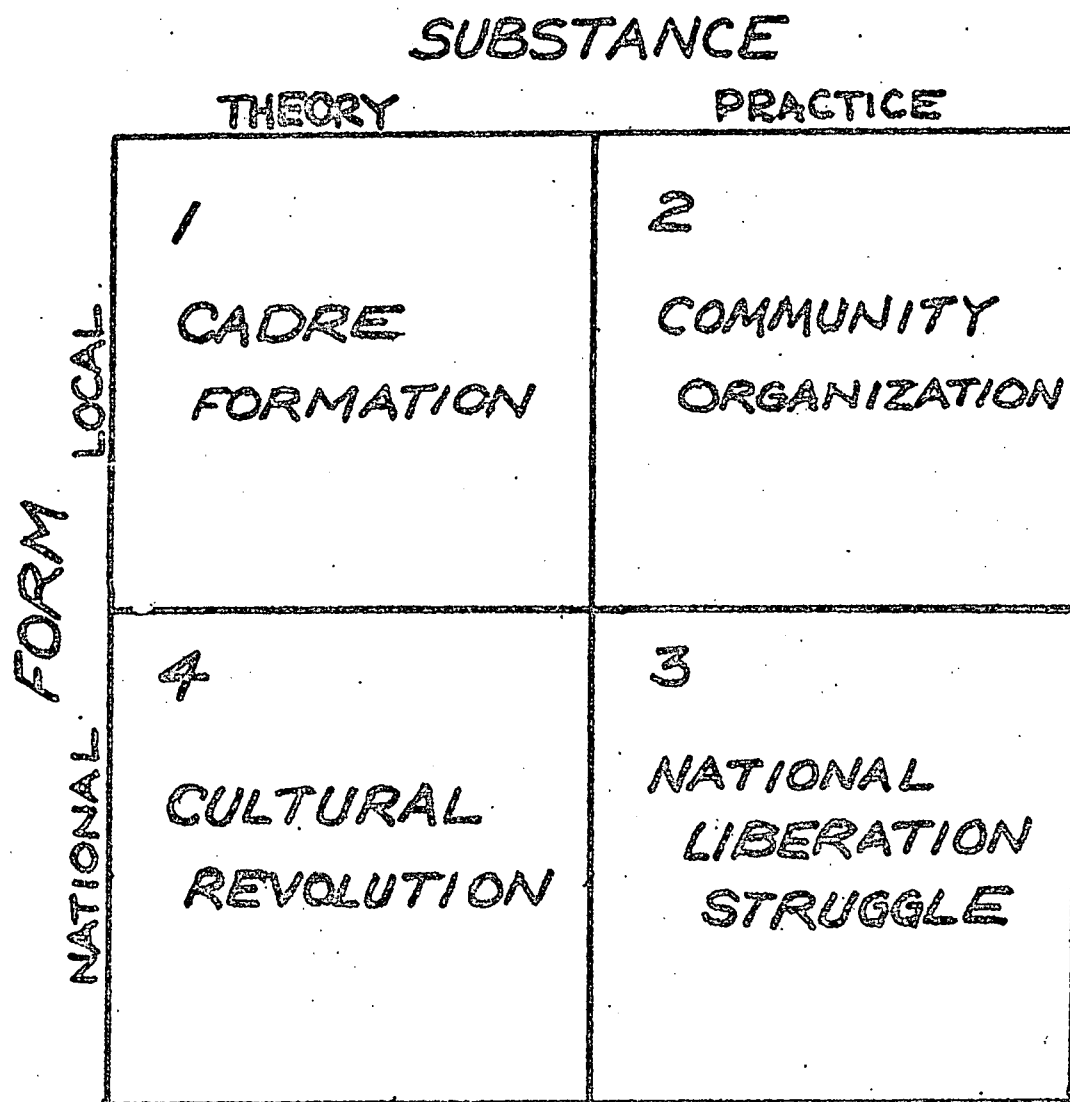 SUBSTANCE
THEORY PRACTICE
FORM
LOCAL
1
CADRE
FORMATION
2
COMMUNITY
ORGANIZATION
NATIONAL
4
CULTURAL
REVOLUTION
3
NATIONAL
LIBERATION
STRUGGLE